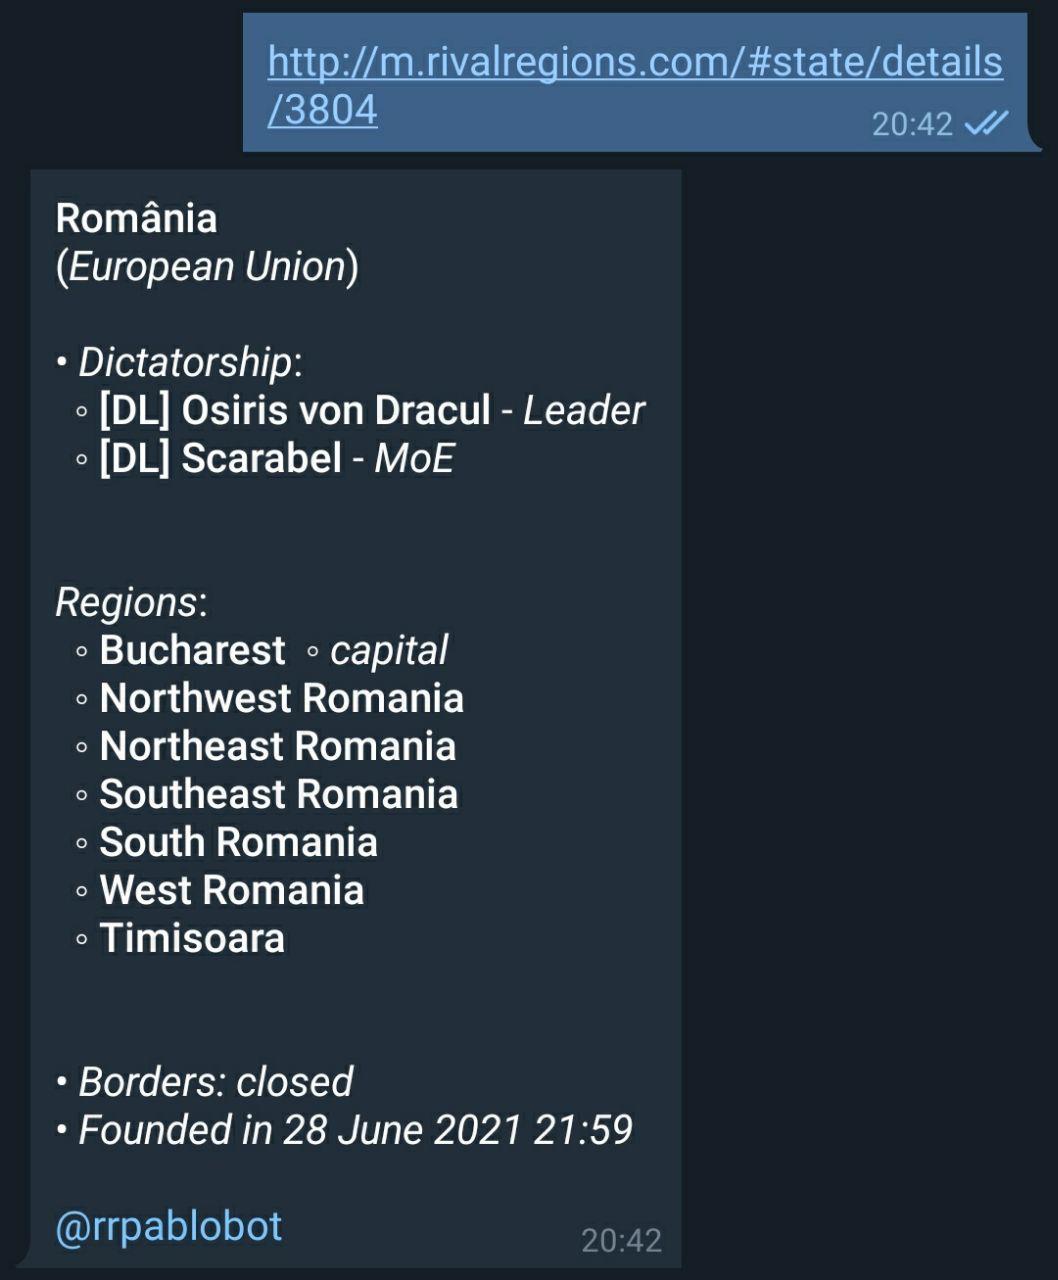 http://m.rivalregions.com/#state/details
/3804
20:42
România
(European Union)
• Dictatorship:
◦ [DL] Osiris von Dracul - Leader
◦ [DL] Scarabel - MoE
Regions:
◦ Bucharest ◦ capital
◦ Northwest Romania
◦ Northeast Romania
◦ Southeast Romania
◦ South Romania
◦ West Romania
◦ Timisoara
• Borders: closed
• Founded in 28 June 2021 21:59
@rrpablobot
20:42